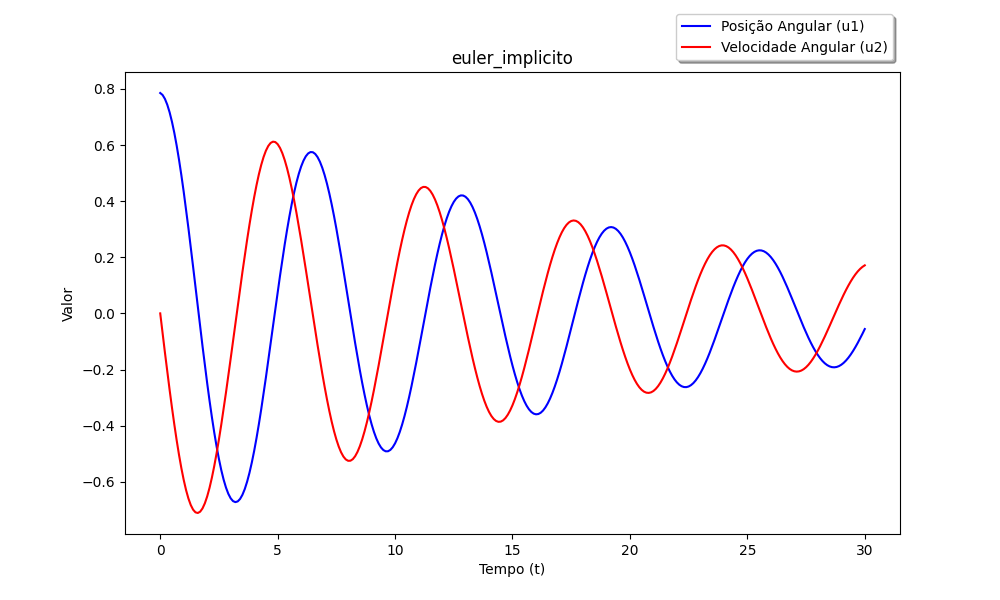 Posição Angular (u1)
Velocidade Angular (u2)
euler_implicito
0.8
0.6
0.4
0.2
0.0
−0.2
−0.4
−0.6
Valor
0 5 10 15 20 25 30
Tempo (t)